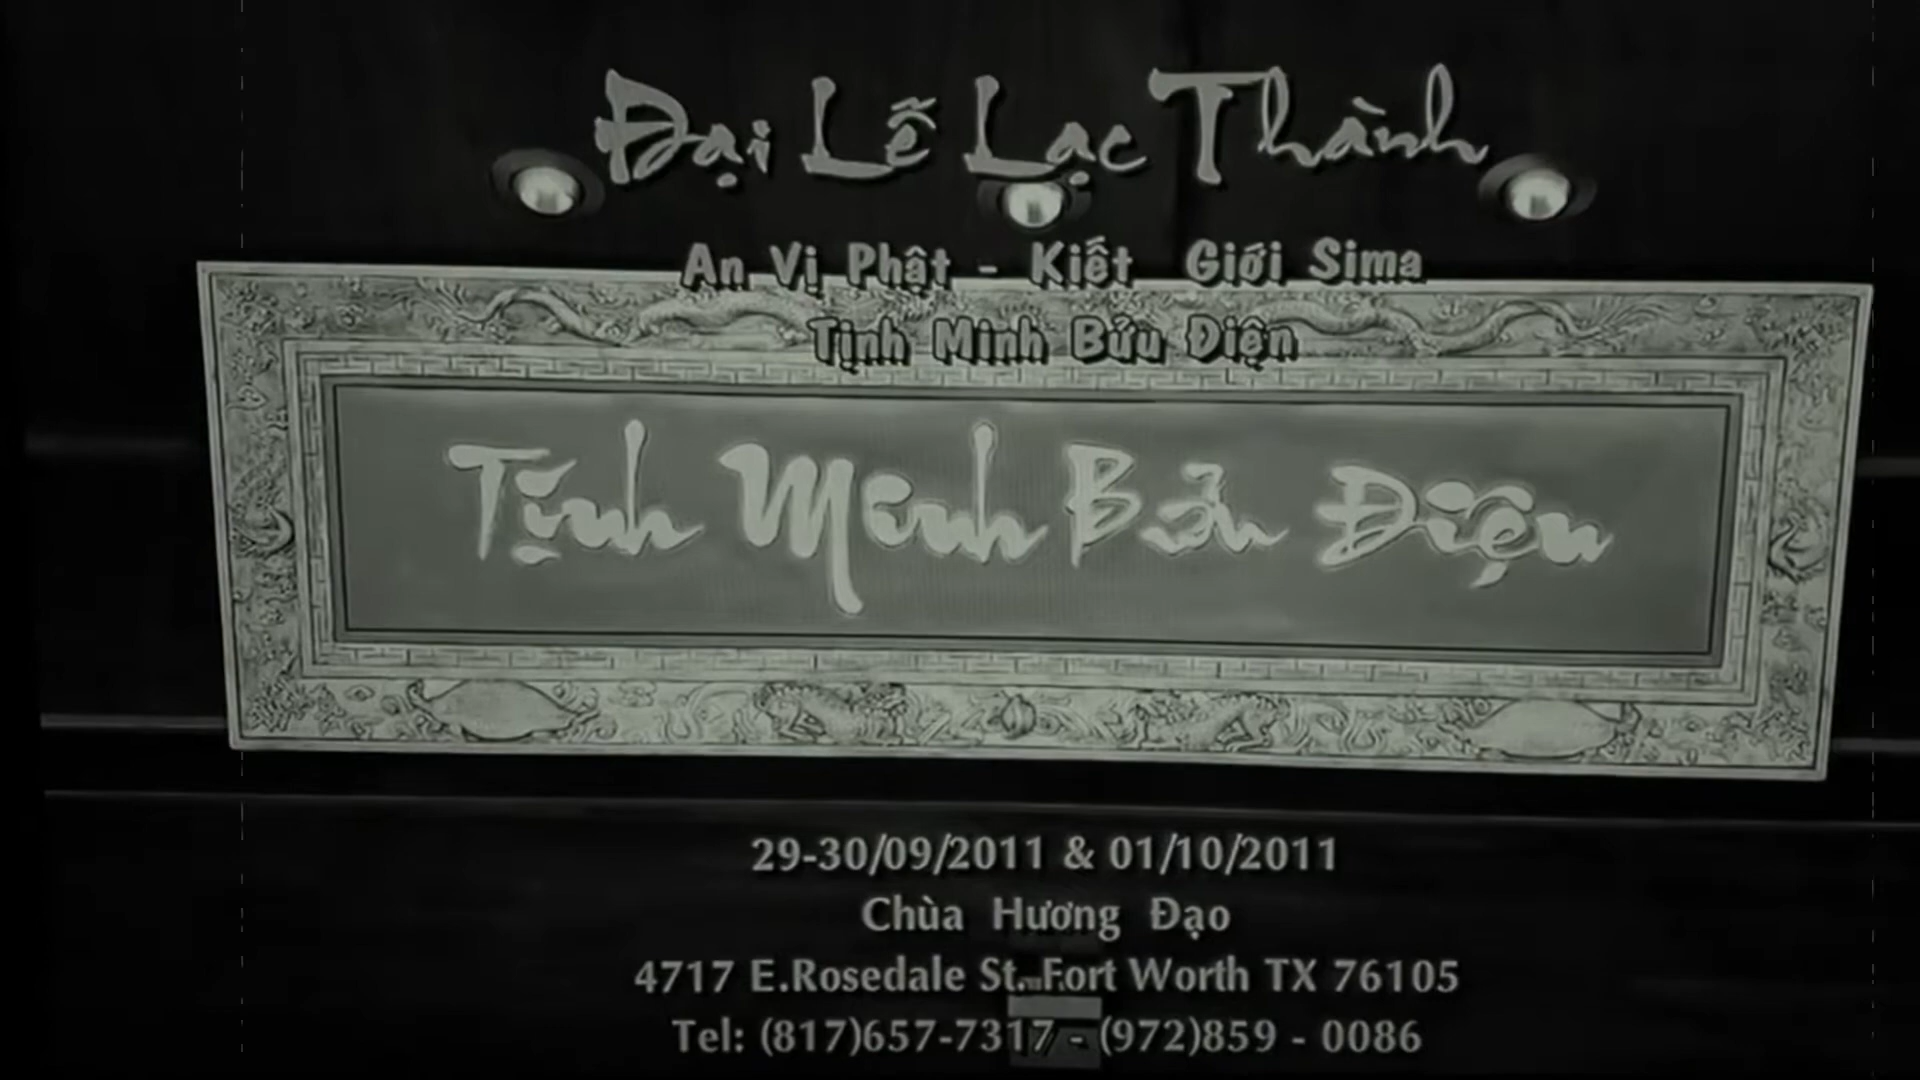 Đại Lễ Lạc Thành
An Vị Phật - Kiết Giới Sima
Tịnh Minh Bửu Điện
Tịnh Minh Bửu Điện
29-30/09/2011 & 01/10/2011
Chùa Hương Đạo
4717 E.Rosedale St. Fort Worth TX 76105
Tel: (817)657-7317 - (972)859 - 0086